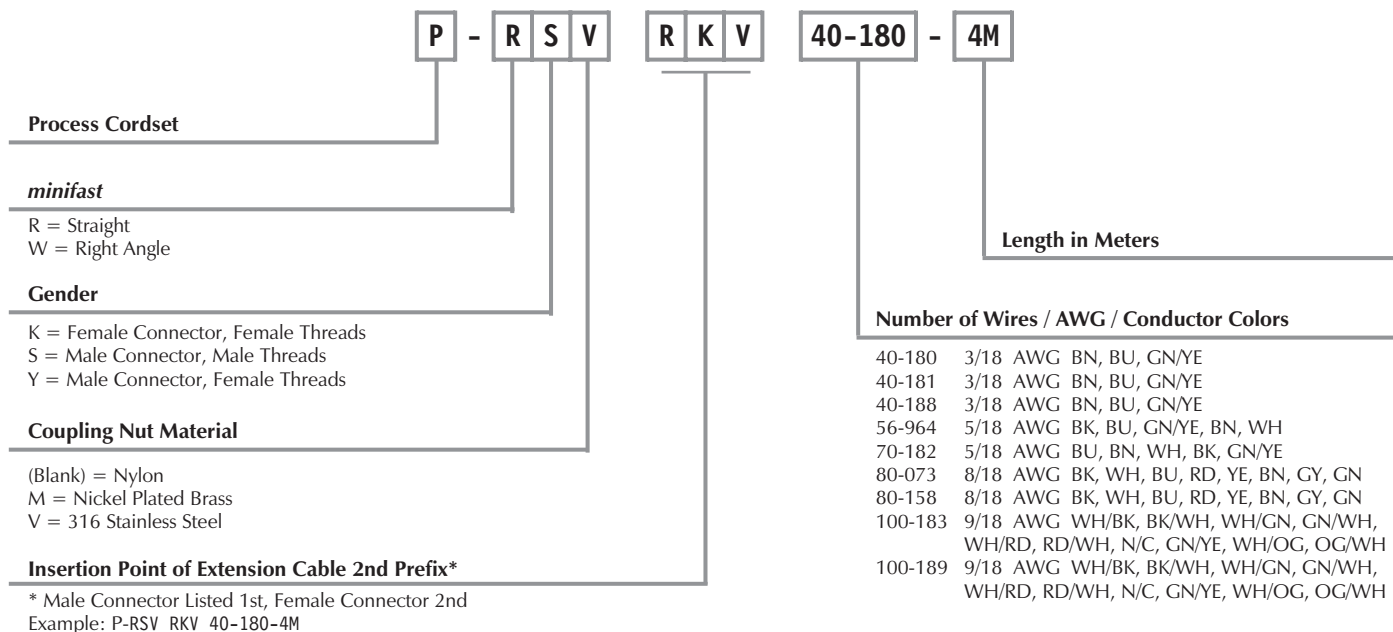 P - R S V R K V 40-180 - 4M
Process Cordset
minifast
R = Straight
W = Right Angle
Gender
K = Female Connector, Female Threads
S = Male Connector, Male Threads
Y = Male Connector, Female Threads
Coupling Nut Material
(Blank) = Nylon
M = Nickel Plated Brass
V = 316 Stainless Steel
Insertion Point of Extension Cable 2nd Prefix*
* Male Connector Listed 1st, Female Connector 2nd
Example: P-RSV RKV 40-180-4M
Length in Meters
Number of Wires / AWG / Conductor Colors
40-180 3/18 AWG BN, BU, GN/YE
40-181 3/18 AWG BN, BU, GN/YE
40-188 3/18 AWG BN, BU, GN/YE
56-964 5/18 AWG BK, BU, GN/YE, BN, WH
70-182 5/18 AWG BU, BN, WH, BK, GN/YE
80-073 8/18 AWG BK, WH, BU, RD, YE, BN, GY, GN
80-158 8/18 AWG BK, WH, BU, RD, YE, BN, GY, GN
100-183 9/18 AWG WH/BK, BK/WH, WH/GN, GN/WH,
WH/RD, RD/WH, N/C, GN/YE, WH/OG, OG/WH
100-189 9/18 AWG WH/BK, BK/WH, WH/GN, GN/WH,
WH/RD, RD/WH, N/C, GN/YE, WH/OG, OG/WH